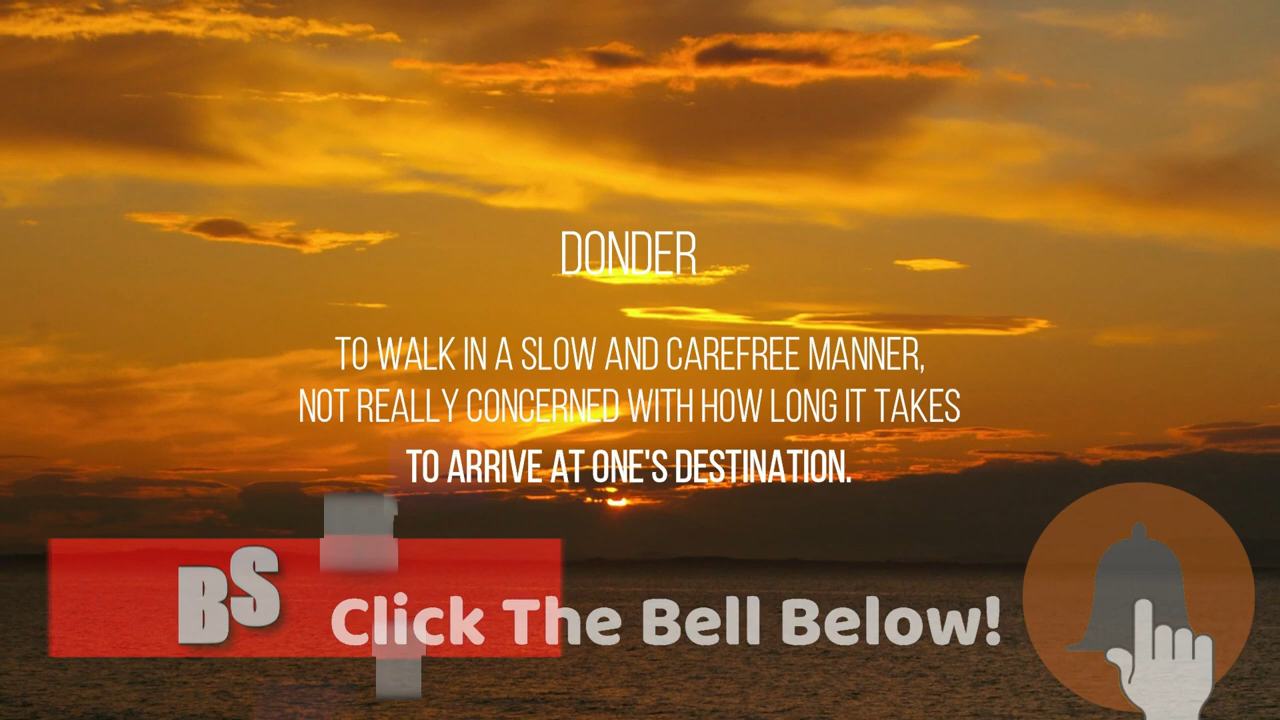 DONDER
TO WALK IN A SLOW AND CAREFREE MANNER,
NOT REALLY CONCERNED WITH HOW LONG IT TAKES
TO ARRIVE AT ONE'S DESTINATION.
BS
Click The Bell Below!